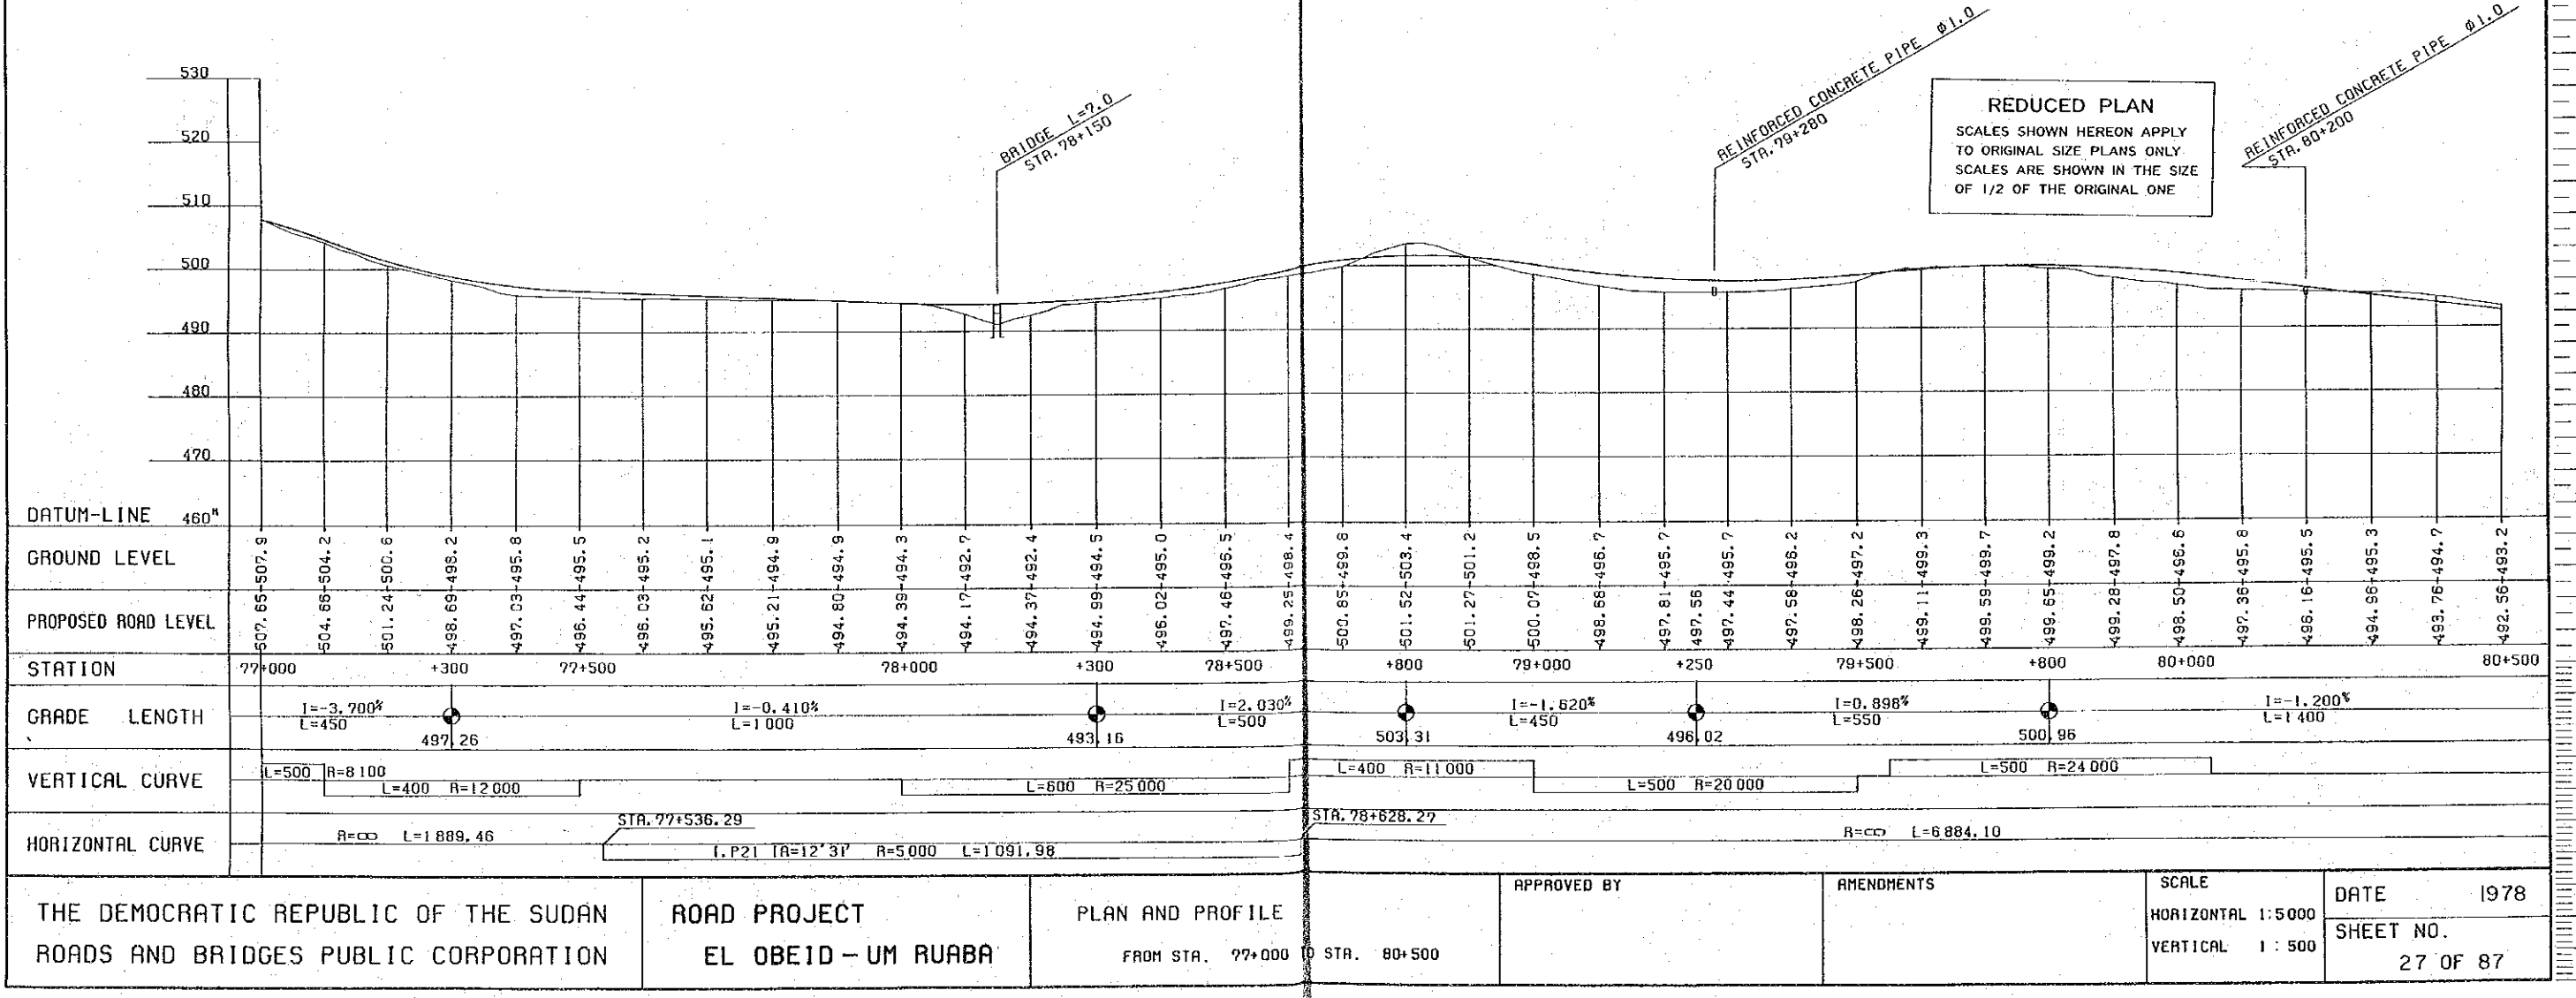 BRIDGE L=7.0
STA.78+150
REINFORCED CONCRETE PIPE ø1.0
STA.79+280
REINFORCED CONCRETE PIPE ø1.0
STA.80+200
REDUCED PLAN
SCALES SHOWN HEREON APPLY
TO ORIGINAL SIZE PLANS ONLY
SCALES ARE SHOWN IN THE SIZE
OF 1/2 OF THE ORIGINAL ONE
530
520
510
500
490
480
470
DATUM-LINE 460M
GROUND LEVEL 507.9 504.2 500.6 498.2 495.8 495.5 495.2 495.1 494.9 494.9 494.3 492.7 492.4 494.5 495.0 496.5 498.4 499.8 503.4 501.2 498.5 496.7 495.7 495.7 496.2 497.2 499.3 499.7 499.2 497.8 496.6 495.8 495.5 495.3 494.7 493.2
PROPOSED ROAD LEVEL 507.65 504.66 501.24 498.69 497.03 496.44 496.03 495.62 495.21 494.80 494.39 494.17 494.37 494.99 496.02 497.46 499.25 500.85 501.52 501.27 500.07 498.68 497.81 497.56 497.44 497.58 498.26 499.11 499.59 499.65 499.28 498.50 497.36 496.16 494.96 493.76 492.56
STATION 77+000 +300 77+500 78+000 +300 78+500 +800 79+000 +250 79+500 +800 80+000 80+500
GRADE LENGTH
I=-3.700% I=-0.410% I=2.030% I=-1.620% I=0.898% I=-1.200%
L=450 L=1000 L=500 L=450 L=550 L=1400
497.26 493.16 503.31 496.02 500.96
VERTICAL CURVE
L=500 R=8100 L=400 R=11000 L=500 R=24000
L=400 R=12000 L=600 R=25000 L=500 R=20000
STA.77+536.29 STA.78+628.27
HORIZONTAL CURVE
R=∞ L=1889.46 R=∞ L=6884.10
I.P21 IA=12°31' R=5000 L=1091.98
THE DEMOCRATIC REPUBLIC OF THE SUDAN
ROADS AND BRIDGES PUBLIC CORPORATION
ROAD PROJECT
EL OBEID – UM RUABA
PLAN AND PROFILE
FROM STA. 77+000 TO STA. 80+500
APPROVED BY
AMENDMENTS
SCALE
HORIZONTAL 1:5000
VERTICAL 1:500
DATE 1978
SHEET NO.
27 OF 87